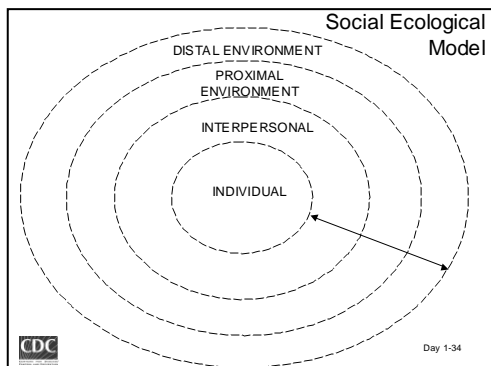 Social Ecological
Model
DISTAL ENVIRONMENT
PROXIMAL
ENVIRONMENT
INTERPERSONAL
INDIVIDUAL
CDC
Day 1-34